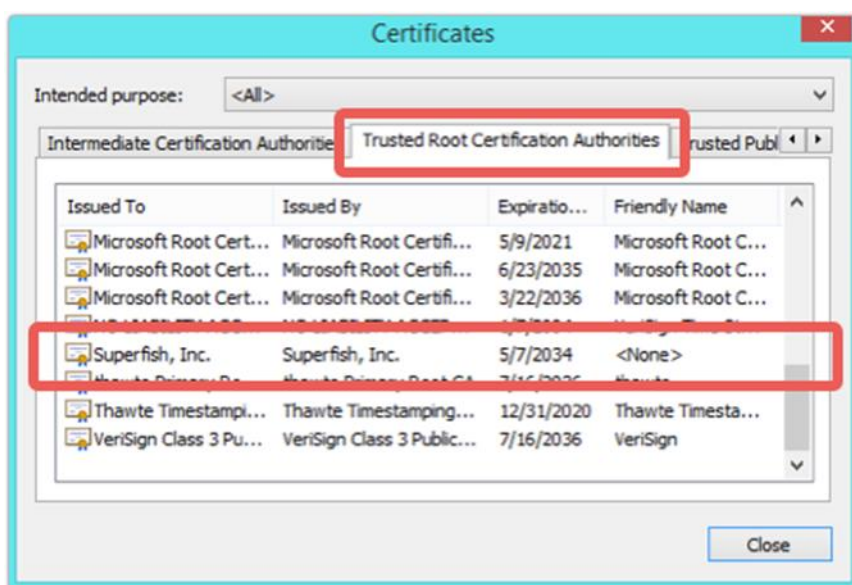 Certificates
Intended purpose: <All>
Intermediate Certification Authoritie Trusted Root Certification Authorities rusted Publ
Issued To Issued By Expiratio... Friendly Name
Microsoft Root Cert... Microsoft Root Certifi... 5/9/2021 Microsoft Root C...
Microsoft Root Cert... Microsoft Root Certifi... 6/23/2035 Microsoft Root C...
Microsoft Root Cert... Microsoft Root Certifi... 3/22/2036 Microsoft Root C...
Superfish, Inc. Superfish, Inc. 5/7/2034 <None>
Thawte Timestampi... Thawte Timestamping... 12/31/2020 Thawte Timesta...
VeriSign Class 3 Pu... VeriSign Class 3 Public... 7/16/2036 VeriSign
Close